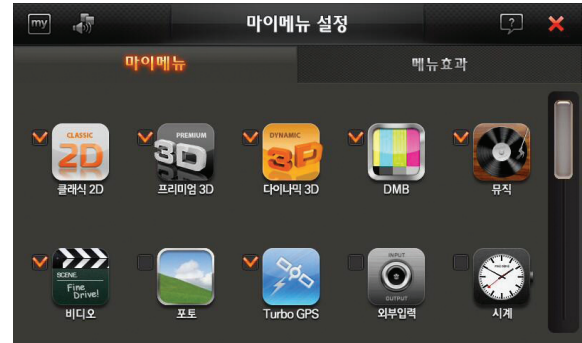 my
마이메뉴 설정
?
마이메뉴
메뉴효과
CLASSIC
2D
클래식 2D
PREMIUM
3D
프리미엄 3D
DYNAMIC
3D
다이나믹 3D
DMB
뮤직
SCENE.
Fine
Drive!
비디오
포토
Turbo GPS
INPUT
OUTPUT
외부입력
시계